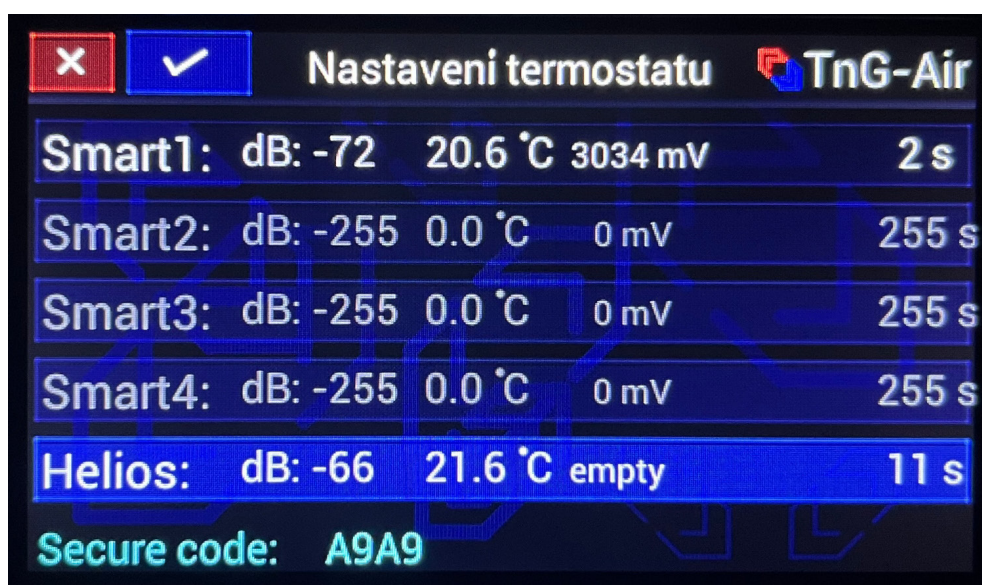 Nastavení termostatu TnG-Air
Smart1: dB: -72 20.6 °C 3034 mV 2 s
Smart2: dB: -255 0.0 °C 0 mV 255 s
Smart3: dB: -255 0.0 °C 0 mV 255 s
Smart4: dB: -255 0.0 °C 0 mV 255 s
Helios: dB: -66 21.6 °C empty 11 s
Secure code: A9A9